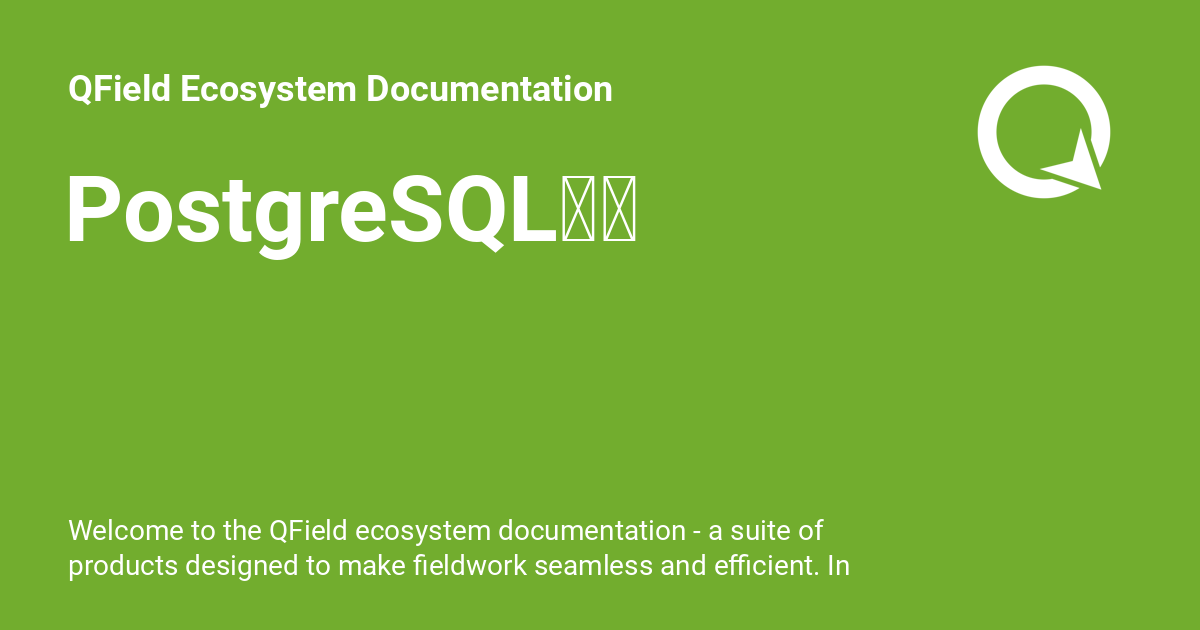 QField Ecosystem Documentation
PostgreSQL
Welcome to the QField ecosystem documentation - a suite of
products designed to make fieldwork seamless and efficient. In